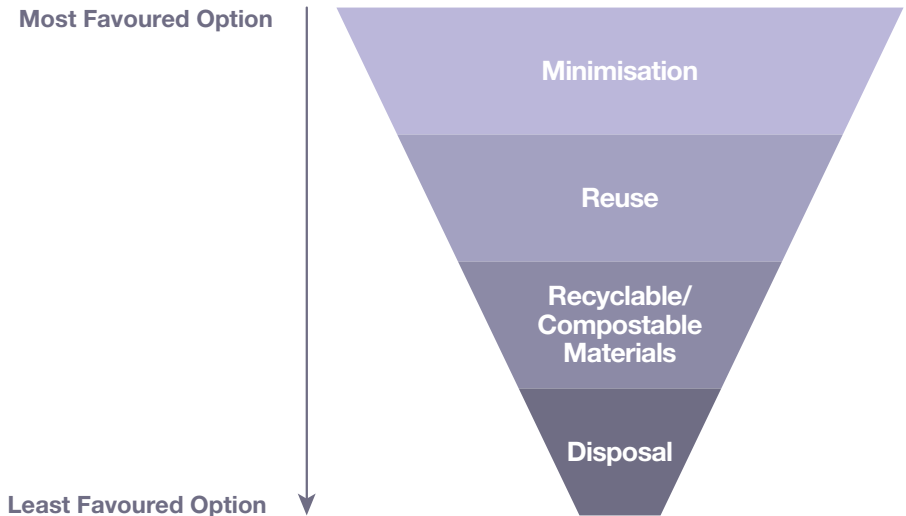 Most Favoured Option
Minimisation
Reuse
Recyclable/
Compostable
Materials
Disposal
Least Favoured Option